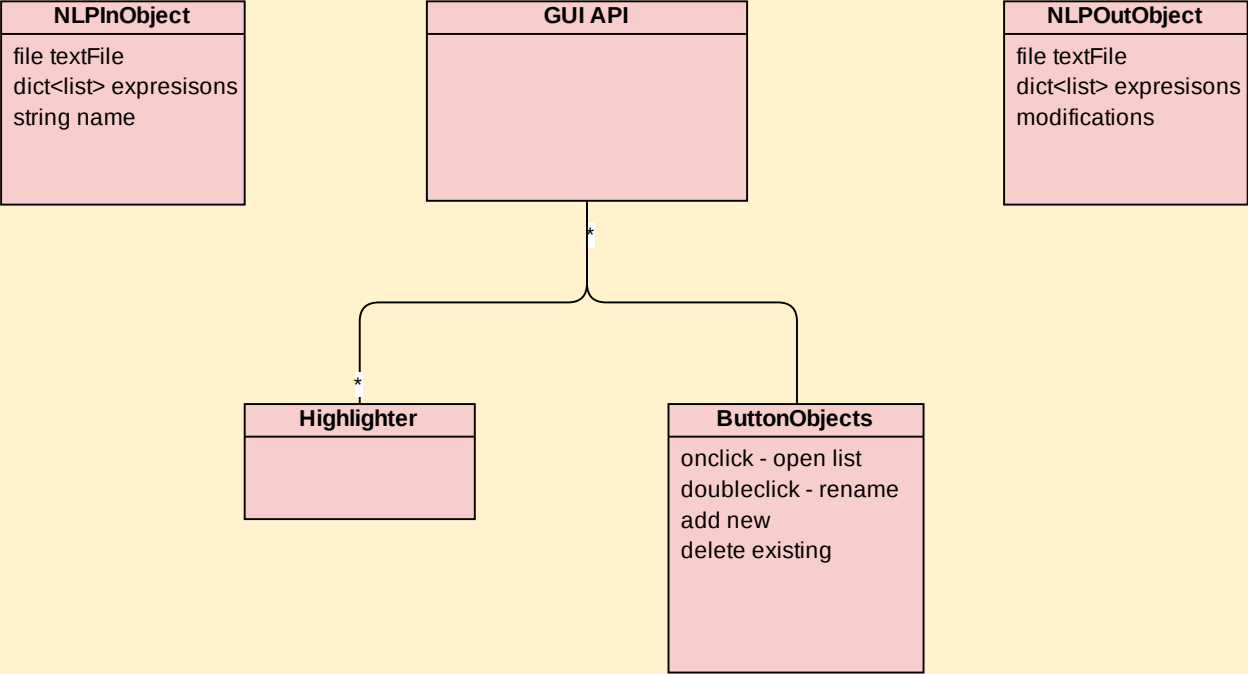 NLPInObject
file textFile
dict<list> expresisons
string name
GUI API
NLPOutObject
file textFile
dict<list> expresisons
modifications
*
*
Highlighter
ButtonObjects
onclick - open list
doubleclick - rename
add new
delete existing